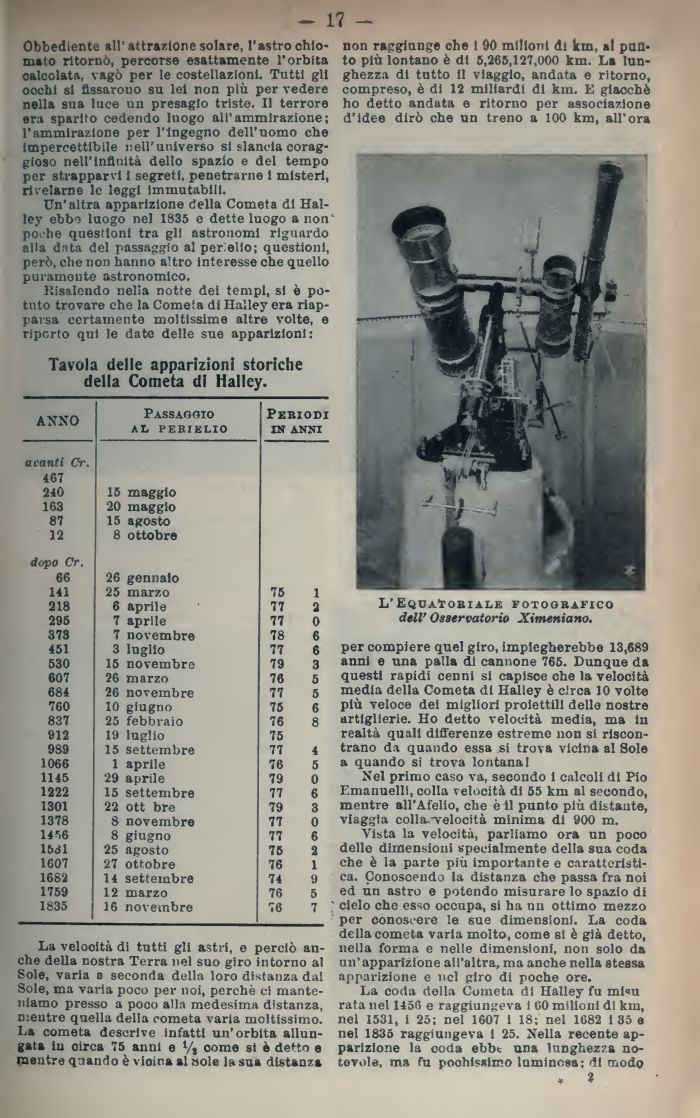 — 17 —
Obbediente all'attrazione solare, l'astro chio-
mato ritornò, percorse esattamente l'orbita
calcolata, vagò per le costellazioni. Tutti gli
occhi si fissarono su lei non più per vedere
nella sua luce un presagio triste. Il terrore
era sparito cedendo luogo all'ammirazione;
l'ammirazione per l'ingegno dell'uomo che
impercettibile nell'universo si slancia corag-
gioso nell'infinità dello spazio e del tempo
per strapparvi i segreti, penetrarne i misteri,
rivelarne le leggi immutabili.
Un'altra apparizione della Cometa di Hal-
ley ebbe luogo nel 1835 e dette luogo a non
poche questioni tra gli astronomi riguardo
alla data del passaggio al perielio; questioni,
però, che non hanno altro interesse che quello
puramente astronomico.
Risalendo nella notte dei tempi, si è po-
tuto trovare che la Cometa di Halley era riap-
parsa certamente moltissime altre volte, e
riporto qui le date delle sue apparizioni:
Tavola delle apparizioni storiche
della Cometa di Halley.
ANNO PASSAGGIO AL PERIELIO PERIODI IN ANNI
avanti Cr.
467
240 15 maggio
163 20 maggio
87 15 agosto
12 8 ottobre
dopo Cr.
66 26 gennaio
141 25 marzo 75 1
218 6 aprile 77 2
295 7 aprile 77 0
373 7 novembre 78 6
451 3 luglio 77 6
530 15 novembre 79 3
607 26 marzo 76 5
684 26 novembre 77 5
760 10 giugno 75 6
837 25 febbraio 76 8
912 19 luglio 75
989 15 settembre 77 4
1066 1 aprile 76 5
1145 29 aprile 79 0
1222 15 settembre 77 6
1301 22 ott bre 79 3
1378 8 novembre 77 0
1456 8 giugno 77 6
1531 25 agosto 75 2
1607 27 ottobre 76 1
1682 14 settembre 74 9
1759 12 marzo 76 5
1835 16 novembre 76 7
La velocità di tutti gli astri, e perciò an-
che della nostra Terra nel suo giro intorno al
Sole, varia a seconda della loro distanza dal
Sole, ma varia poco per noi, perchè ci mante-
niamo presso a poco alla medesima distanza,
mentre quella della cometa varia moltissimo.
La cometa descrive infatti un'orbita allun-
gata in circa 75 anni e 1/3 come si è detto e
mentre quando è vicina al Sole la sua distanza
non raggiunge che i 90 milioni di km, al pun-
to più lontano è di 5,265,127,000 km. La lun-
ghezza di tutto il viaggio, andata e ritorno,
compreso, è di 12 miliardi di km. E giacchè
ho detto andata e ritorno per associazione
d'idee dirò che un treno a 100 km, all'ora
L'EQUATORIALE FOTOGRAFICO
dell' Osservatorio Ximeniano.
per compiere quel giro, impiegherebbe 13,689
anni e una palla di cannone 765. Dunque da
questi rapidi cenni si capisce che la velocità
media della Cometa di Halley è circa 10 volte
più veloce dei migliori proiettili delle nostre
artiglierie. Ho detto velocità media, ma in
realtà quali differenze estreme non si riscon-
trano da quando essa si trova vicina al Sole
a quando si trova lontana!
Nel primo caso va, secondo i calcoli di Pio
Emanuelli, colla velocità di 55 km al secondo,
mentre all'Afelio, che è il punto più distante,
viaggia colla velocità minima di 900 m.
Vista la velocità, parliamo ora un poco
delle dimensioni specialmente della sua coda
che è la parte più importante e caratteristi-
ca. Conoscendo la distanza che passa fra noi
ed un astro e potendo misurare lo spazio di
cielo che esso occupa, si ha un ottimo mezzo
per conoscere le sue dimensioni. La coda
della cometa varia molto, come si è già detto,
nella forma e nelle dimensioni, non solo da
un'apparizione all'altra, ma anche nella stessa
apparizione e nel giro di poche ore.
La coda della Cometa di Halley fu misu
rata nel 1456 e raggiungeva i 60 milioni di km,
nel 1531, i 25; nel 1607 i 18; nel 1682 i 35 e
nel 1835 raggiungeva i 25. Nella recente ap-
parizione la coda ebbe una lunghezza no-
tevole, ma fu pochissimo luminosa; di modo
* 2